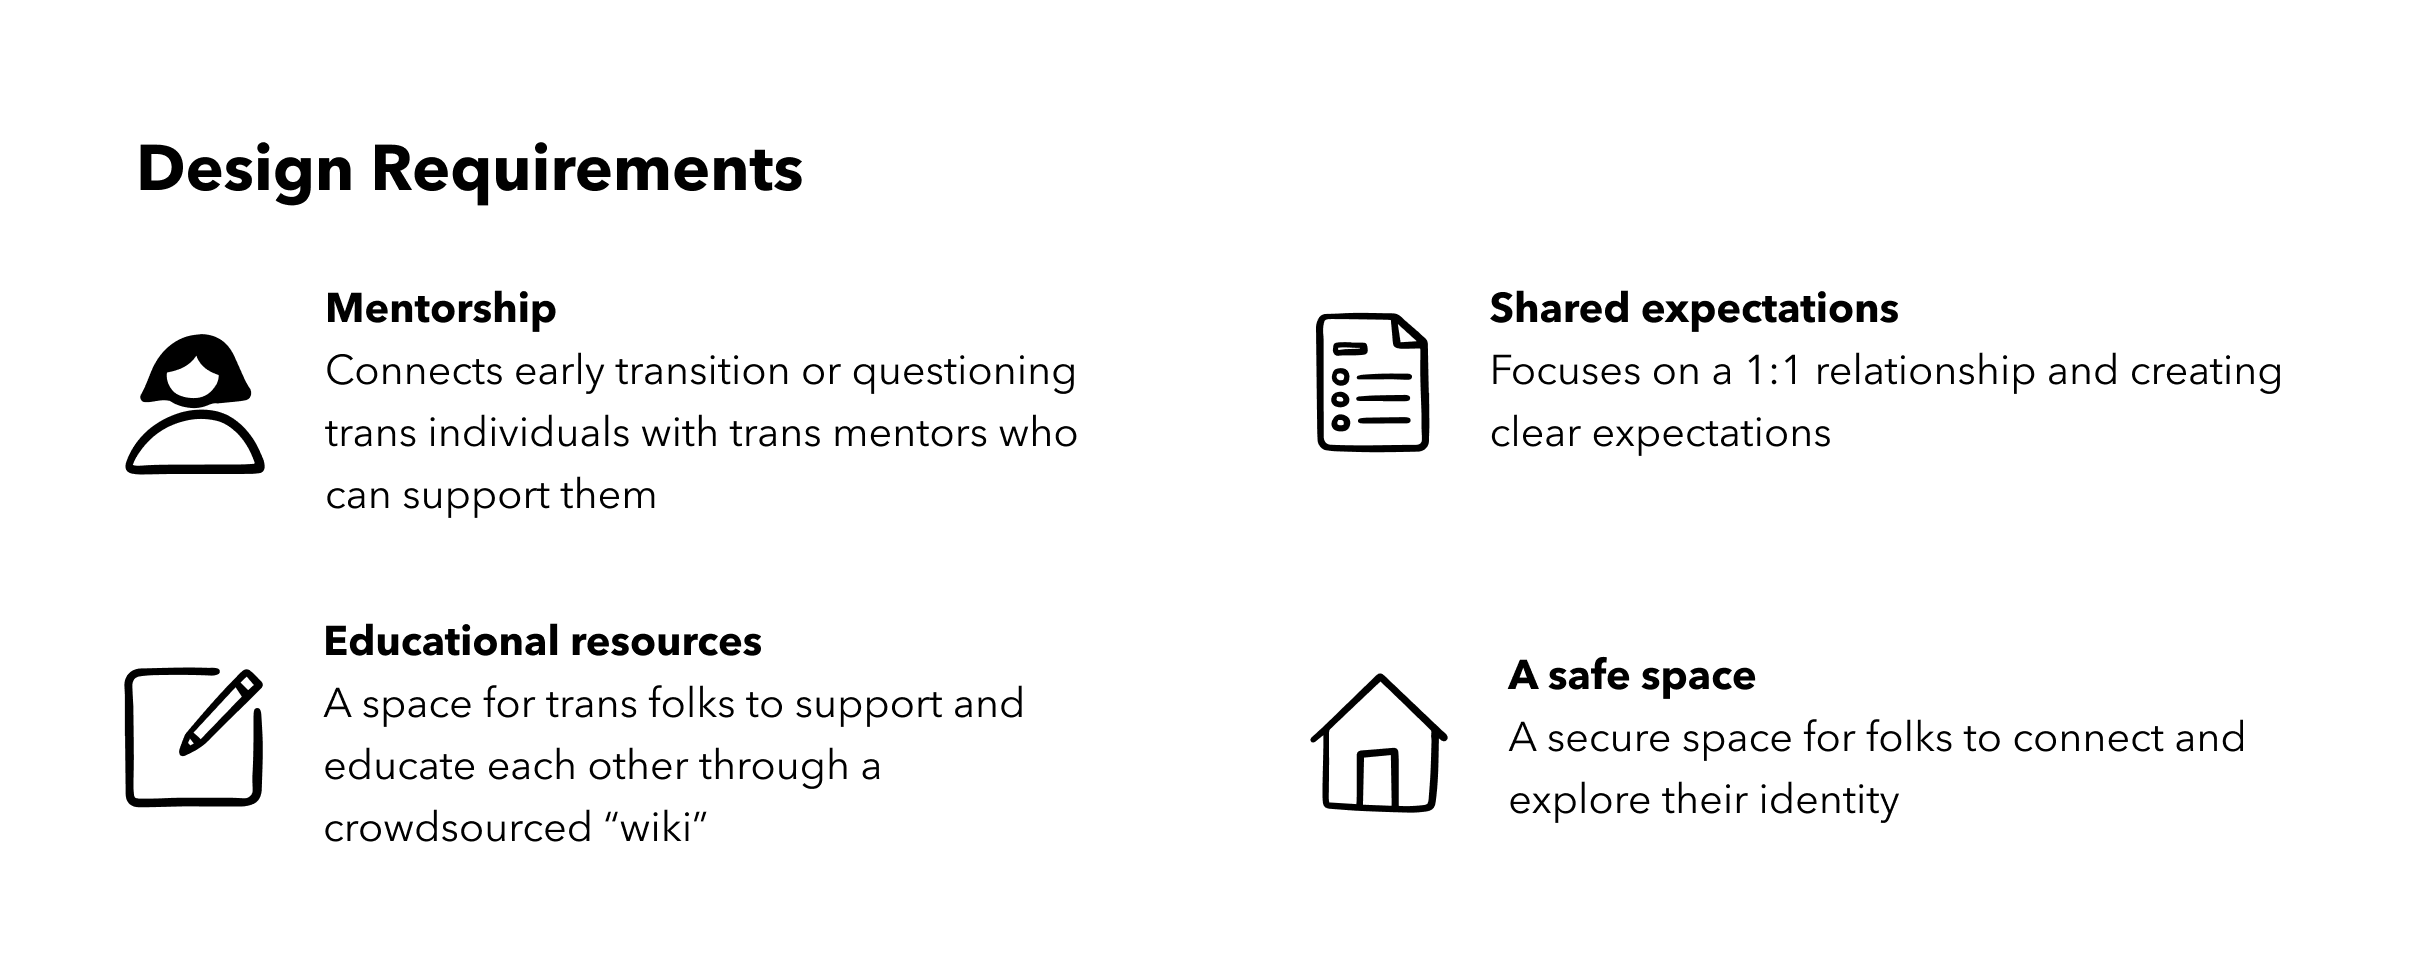 Design Requirements
Mentorship
Connects early transition or questioning
trans individuals with trans mentors who
can support them
Shared expectations
Focuses on a 1:1 relationship and creating
clear expectations
Educational resources
A space for trans folks to support and
educate each other through a
crowdsourced “wiki”
A safe space
A secure space for folks to connect and
explore their identity